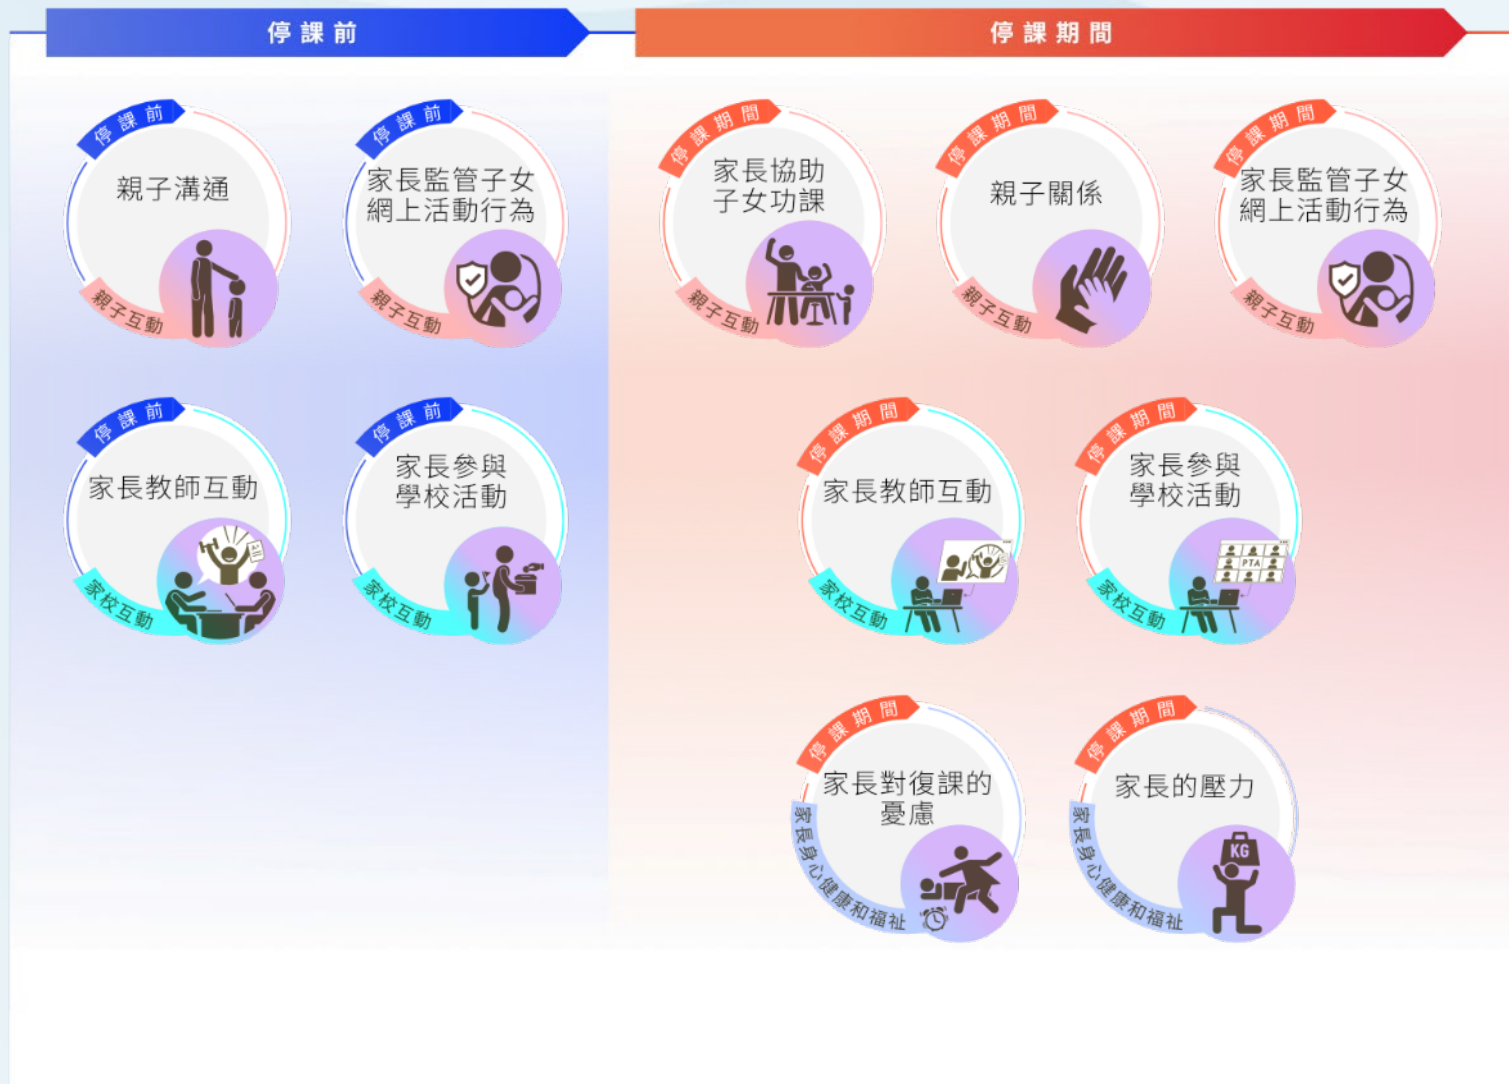 停課前
停課期間
停課前
親子溝通
親子互動
停課前
家長監管子女
網上活動行為
親子互動
停課期間
家長協助
子女功課
親子互動
停課期間
親子關係
親子互動
停課期間
家長監管子女
網上活動行為
親子互動
停課前
家長教師互動
A+
家校互動
停課前
家長參與
學校活動
家校互動
停課期間
家長教師互動
家校互動
停課期間
家長參與
學校活動
PTA
家校互動
停課期間
家長對復課的
憂慮
家長身心健康和福祉
停課期間
家長的壓力
KG
家長身心健康和福祉